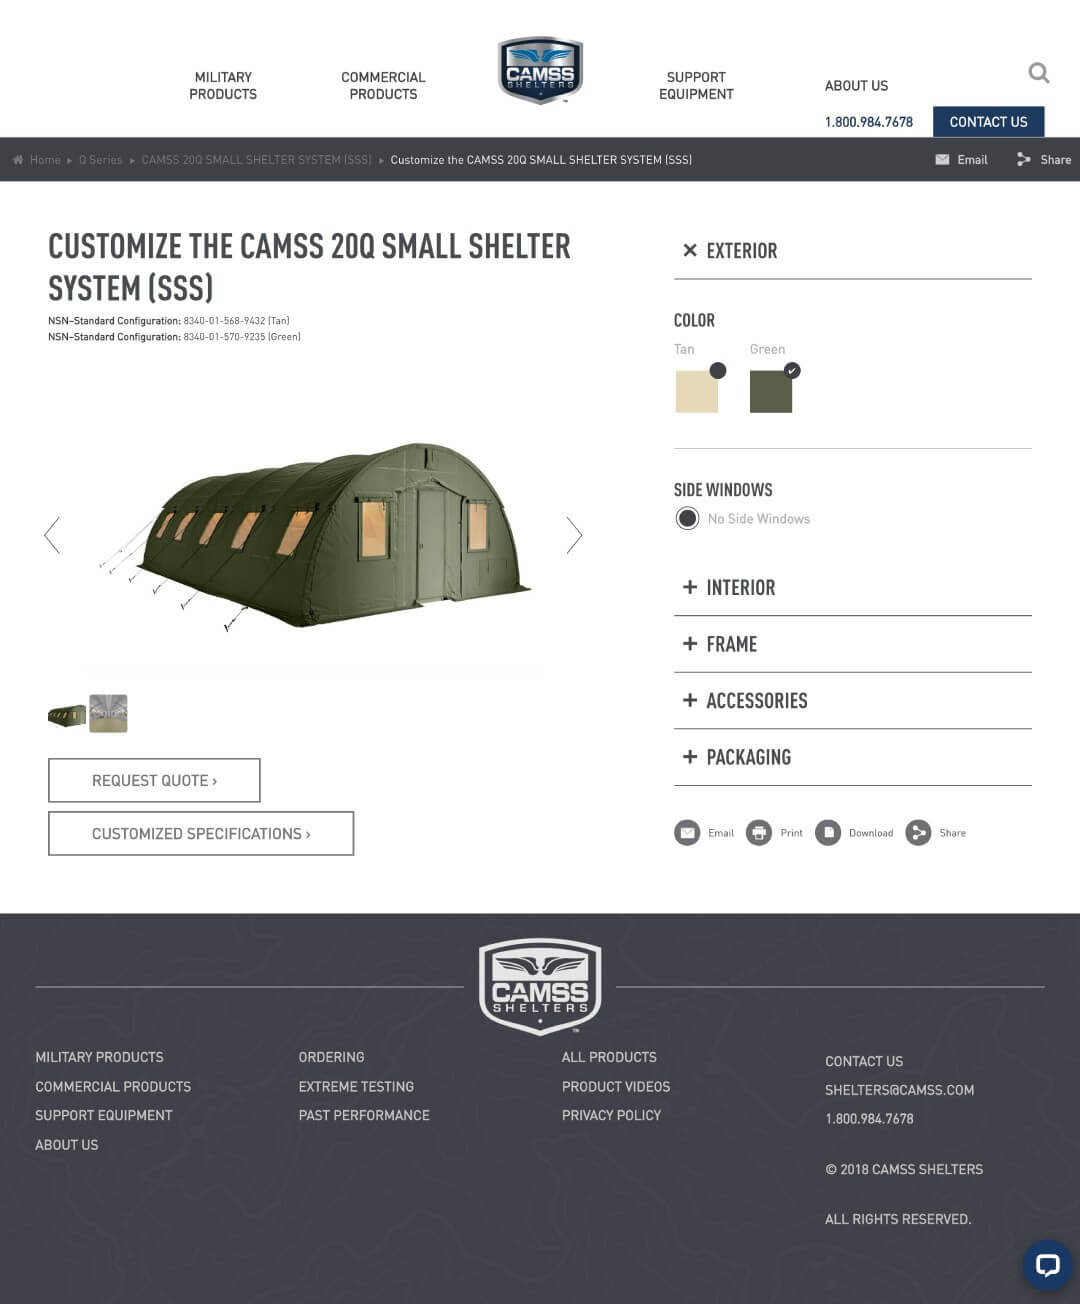 MILITARY
PRODUCTS
COMMERCIAL
PRODUCTS
CAMSS
SHELTERS
™
SUPPORT
EQUIPMENT
ABOUT US
1.800.984.7678
CONTACT US
Home ▸ Q Series ▸ CAMSS 20Q SMALL SHELTER SYSTEM (SSS) ▸ Customize the CAMSS 20Q SMALL SHELTER SYSTEM (SSS)
Email
Share
CUSTOMIZE THE CAMSS 20Q SMALL SHELTER
SYSTEM (SSS)
NSN–Standard Configuration: 8340-01-568-9432 (Tan)
NSN–Standard Configuration: 8340-01-570-9235 (Green)
REQUEST QUOTE ›
CUSTOMIZED SPECIFICATIONS ›
× EXTERIOR
COLOR
Tan
Green
SIDE WINDOWS
No Side Windows
+ INTERIOR
+ FRAME
+ ACCESSORIES
+ PACKAGING
Email
Print
Download
Share
CAMSS
SHELTERS
™
MILITARY PRODUCTS
COMMERCIAL PRODUCTS
SUPPORT EQUIPMENT
ABOUT US
ORDERING
EXTREME TESTING
PAST PERFORMANCE
ALL PRODUCTS
PRODUCT VIDEOS
PRIVACY POLICY
CONTACT US
SHELTERS@CAMSS.COM
1.800.984.7678
© 2018 CAMSS SHELTERS
ALL RIGHTS RESERVED.